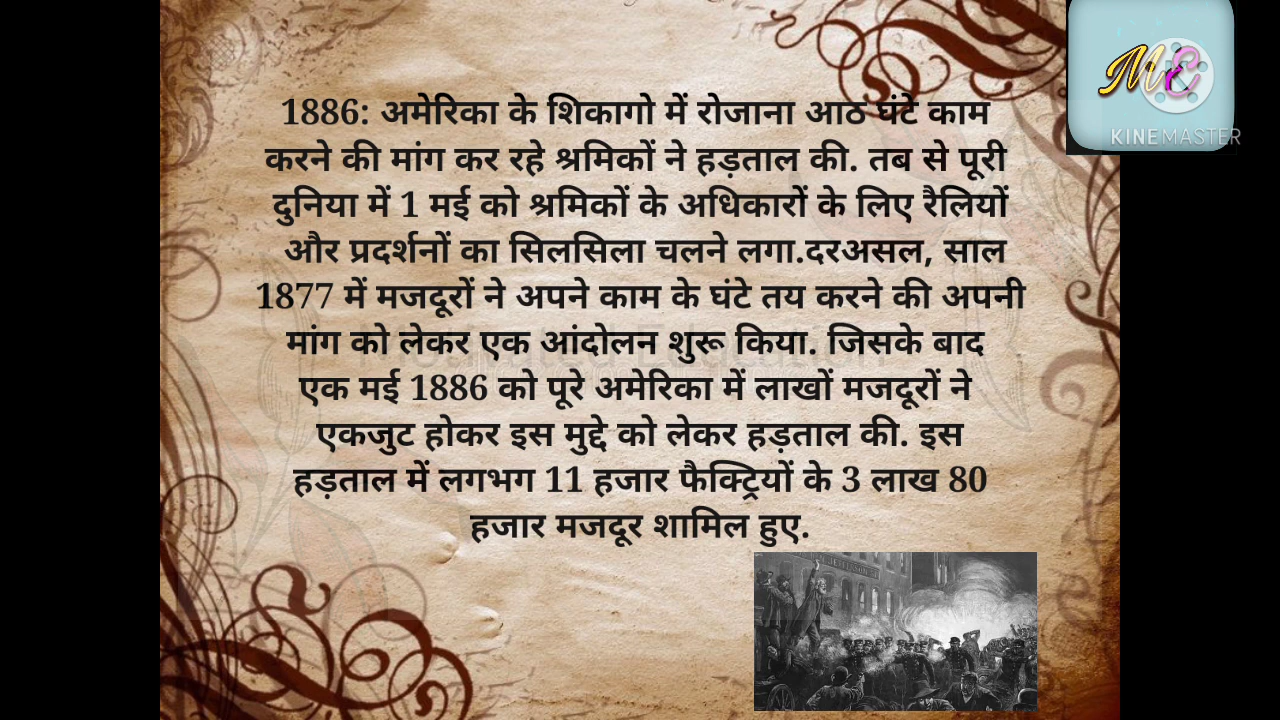 1886: अमेरिका के शिकागो में रोजाना आठ घंटे काम
करने की मांग कर रहे श्रमिकों ने हड़ताल की. तब से पूरी
दुनिया में 1 मई को श्रमिकों के अधिकारों के लिए रैलियों
और प्रदर्शनों का सिलसिला चलने लगा.दरअसल, साल
1877 में मजदूरों ने अपने काम के घंटे तय करने की अपनी
मांग को लेकर एक आंदोलन शुरू किया. जिसके बाद
एक मई 1886 को पूरे अमेरिका में लाखों मजदूरों ने
एकजुट होकर इस मुद्दे को लेकर हड़ताल की. इस
हड़ताल में लगभग 11 हजार फैक्ट्रियों के 3 लाख 80
हजार मजदूर शामिल हुए.
ME
KINEMASTER